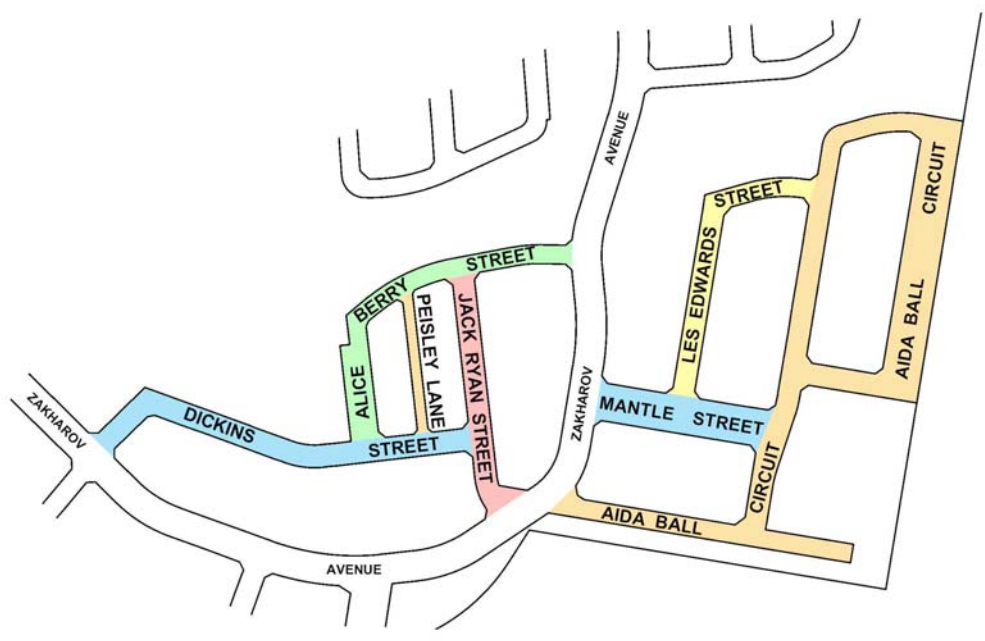 AVENUE
CIRCUIT
STREET
LES EDWARDS
AIDA BALL
ALICE BERRY STREET
PEISLEY LANE
JACK RYAN STREET
ZAKHAROV
MANTLE STREET
ZAKHAROV
DICKINS STREET
CIRCUIT
AIDA BALL
AVENUE